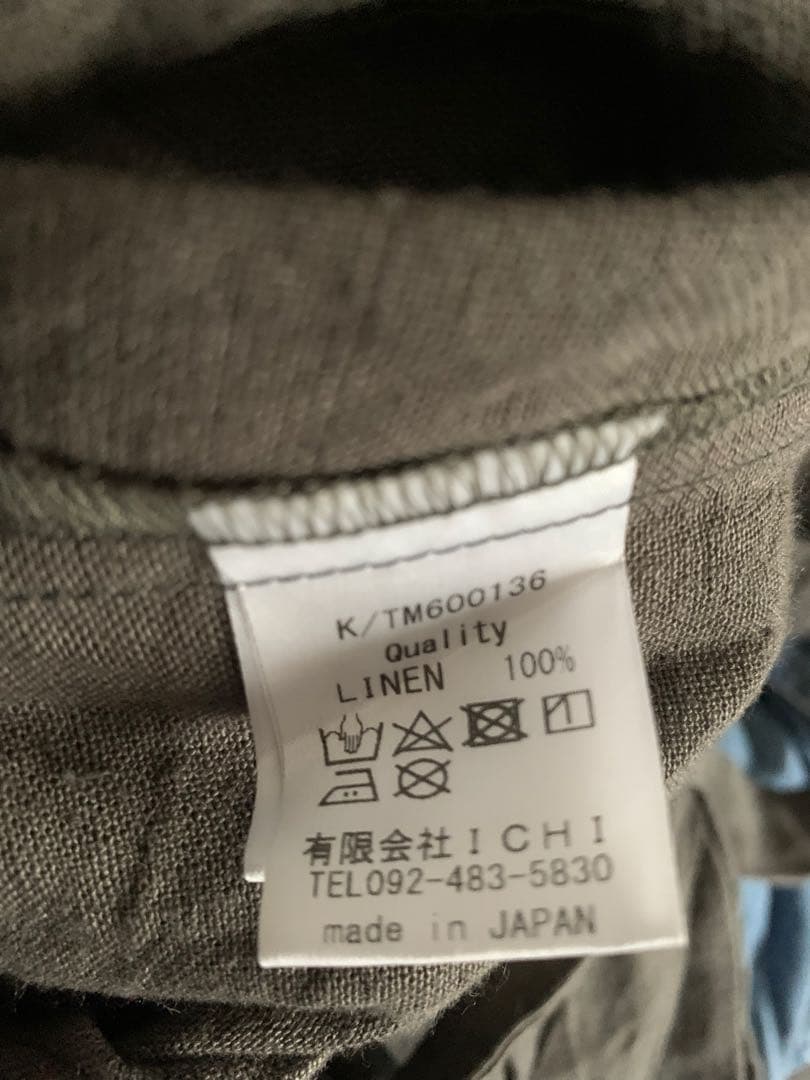 K/TM600136
Quality
LINEN 100%
有限会社ICHI
TEL092-483-5830
made in JAPAN